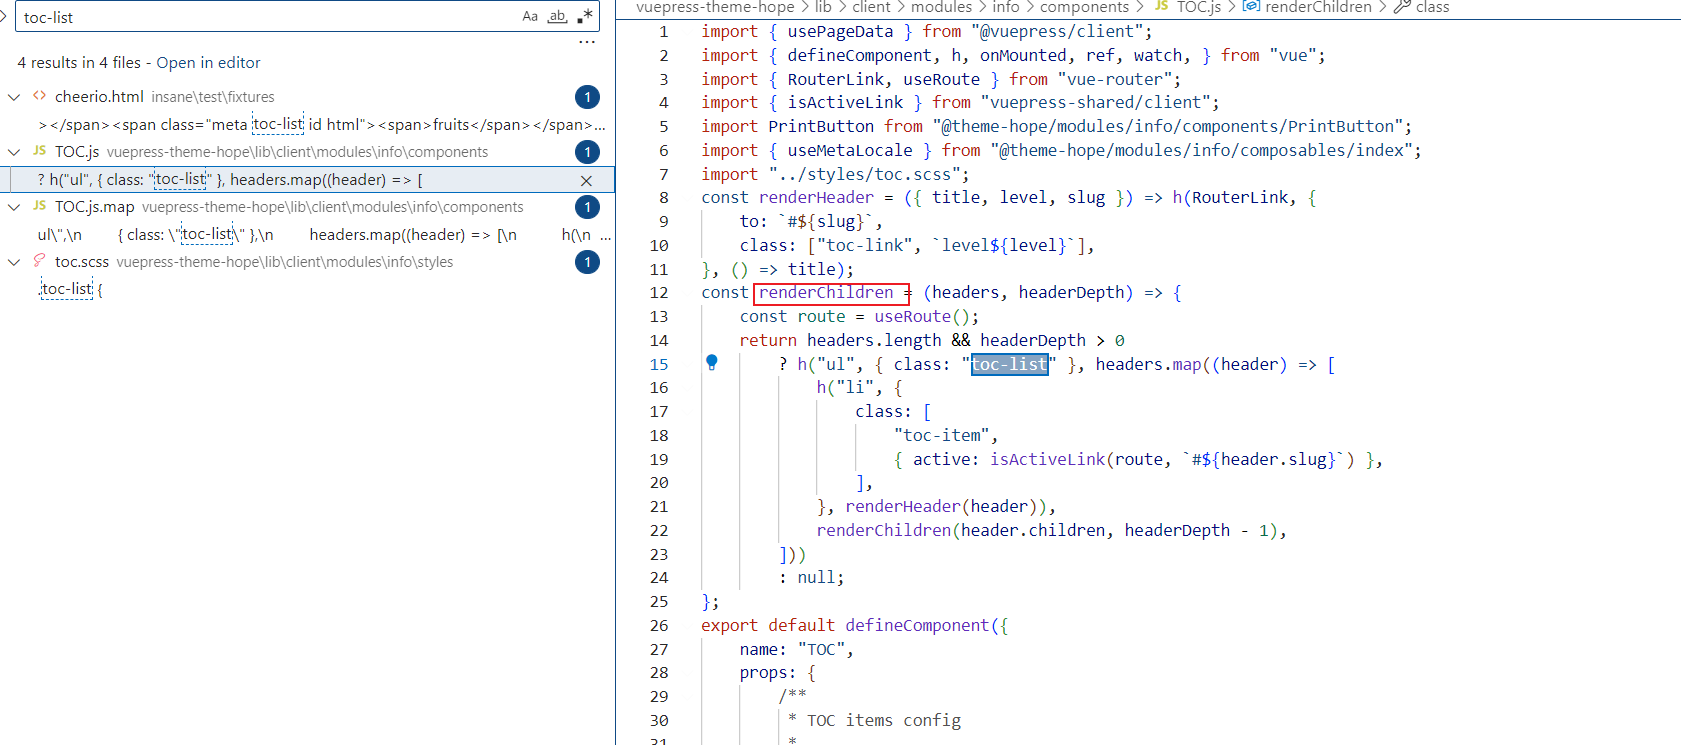 toc-list
Aa ab, .*
...
4 results in 4 files - Open in editor
<> cheerio.html insane\test\fixtures 1
></span><span class="meta toc-list id html"><span>fruits</span></span>...
JS TOC.js vuepress-theme-hope\lib\client\modules\info\components 1
? h("ul", { class: "toc-list" }, headers.map((header) => [
JS TOC.js.map vuepress-theme-hope\lib\client\modules\info\components 1
ul\",\n { class: \"toc-list\" },\n headers.map((header) => [\n h(\n ...
toc.scss vuepress-theme-hope\lib\client\modules\info\styles 1
.toc-list {
vuepress-theme-hope > lib > client > modules > info > components > JS TOC.js > renderChildren > class
1 import { usePageData } from "@vuepress/client";
2 import { defineComponent, h, onMounted, ref, watch, } from "vue";
3 import { RouterLink, useRoute } from "vue-router";
4 import { isActiveLink } from "vuepress-shared/client";
5 import PrintButton from "@theme-hope/modules/info/components/PrintButton";
6 import { useMetaLocale } from "@theme-hope/modules/info/composables/index";
7 import "../styles/toc.scss";
8 const renderHeader = ({ title, level, slug }) => h(RouterLink, {
9 to: `#${slug}`,
10 class: ["toc-link", `level${level}`],
11 }, () => title);
12 const renderChildren = (headers, headerDepth) => {
13 const route = useRoute();
14 return headers.length && headerDepth > 0
15 ? h("ul", { class: "toc-list" }, headers.map((header) => [
16 h("li", {
17 class: [
18 "toc-item",
19 { active: isActiveLink(route, `#${header.slug}`) },
20 ],
21 }, renderHeader(header)),
22 renderChildren(header.children, headerDepth - 1),
23 ]))
24 : null;
25 };
26 export default defineComponent({
27 name: "TOC",
28 props: {
29 /**
30 * TOC items config
31 *